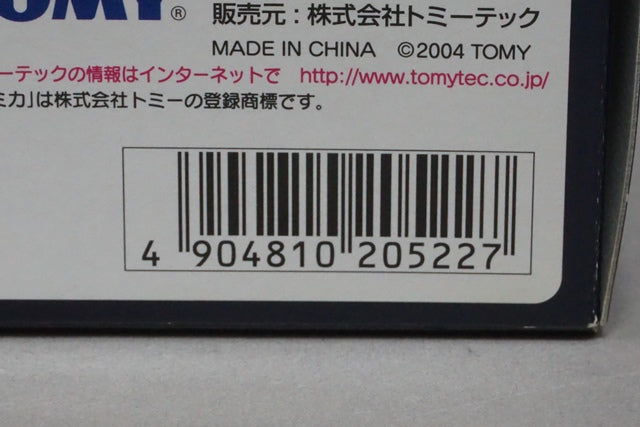 TOMY® 販売元：株式会社トミーテック
MADE IN CHINA ©2004 TOMY
ーテックの情報はインターネットで http://www.tomytec.co.jp/
ミカ」は株式会社トミーの登録商標です。
4 904810 205227